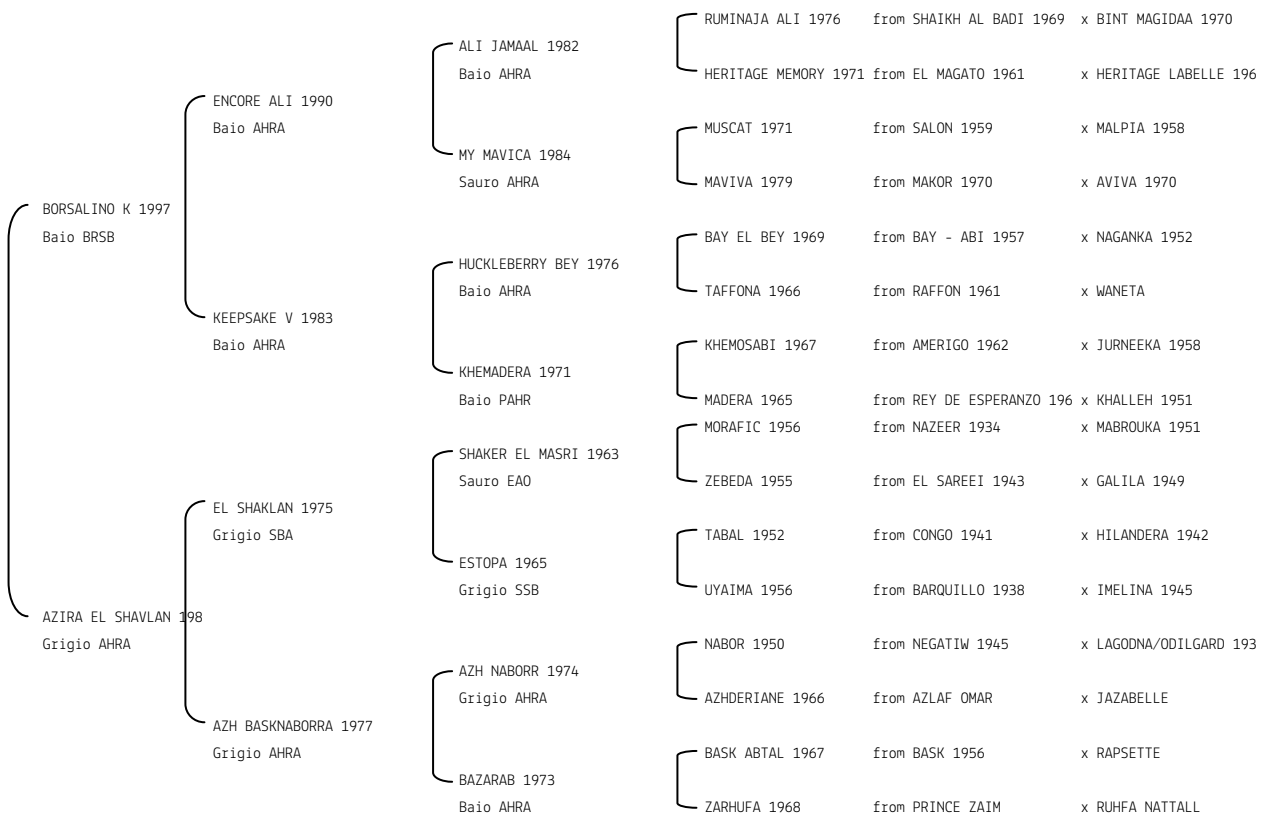 RUMINAJA ALI 1976 from SHAIKH AL BADI 1969 x BINT MAGIDAA 1970
ALI JAMAAL 1982
Baio AHRA
HERITAGE MEMORY 1971 from EL MAGATO 1961 x HERITAGE LABELLE 196
ENCORE ALI 1990
Baio AHRA
MUSCAT 1971 from SALON 1959 x MALPIA 1958
MY MAVICA 1984
Sauro AHRA
MAVIVA 1979 from MAKOR 1970 x AVIVA 1970
BORSALINO K 1997
Baio BRSB
BAY EL BEY 1969 from BAY - ABI 1957 x NAGANKA 1952
HUCKLEBERRY BEY 1976
Baio AHRA
TAFFONA 1966 from RAFFON 1961 x WANETA
KEEPSAKE V 1983
Baio AHRA
KHEMOSABI 1967 from AMERIGO 1962 x JURNEEKA 1958
KHEMADERA 1971
Baio PAHR
MADERA 1965 from REY DE ESPERANZO 196 x KHALLEH 1951
MORAFIC 1956 from NAZEER 1934 x MABROUKA 1951
SHAKER EL MASRI 1963
Sauro EAO
ZEBEDA 1955 from EL SAREEI 1943 x GALILA 1949
EL SHAKLAN 1975
Grigio SBA
TABAL 1952 from CONGO 1941 x HILANDERA 1942
ESTOPA 1965
Grigio SSB
UYAIMA 1956 from BARQUILLO 1938 x IMELINA 1945
AZIRA EL SHAVLAN 198
Grigio AHRA
NABOR 1950 from NEGATIW 1945 x LAGODNA/ODILGARD 193
AZH NABORR 1974
Grigio AHRA
AZHDERIANE 1966 from AZLAF OMAR x JAZABELLE
AZH BASKNABORRA 1977
Grigio AHRA
BASK ABTAL 1967 from BASK 1956 x RAPSETTE
BAZARAB 1973
Baio AHRA
ZARHUFA 1968 from PRINCE ZAIM x RUHFA NATTALL